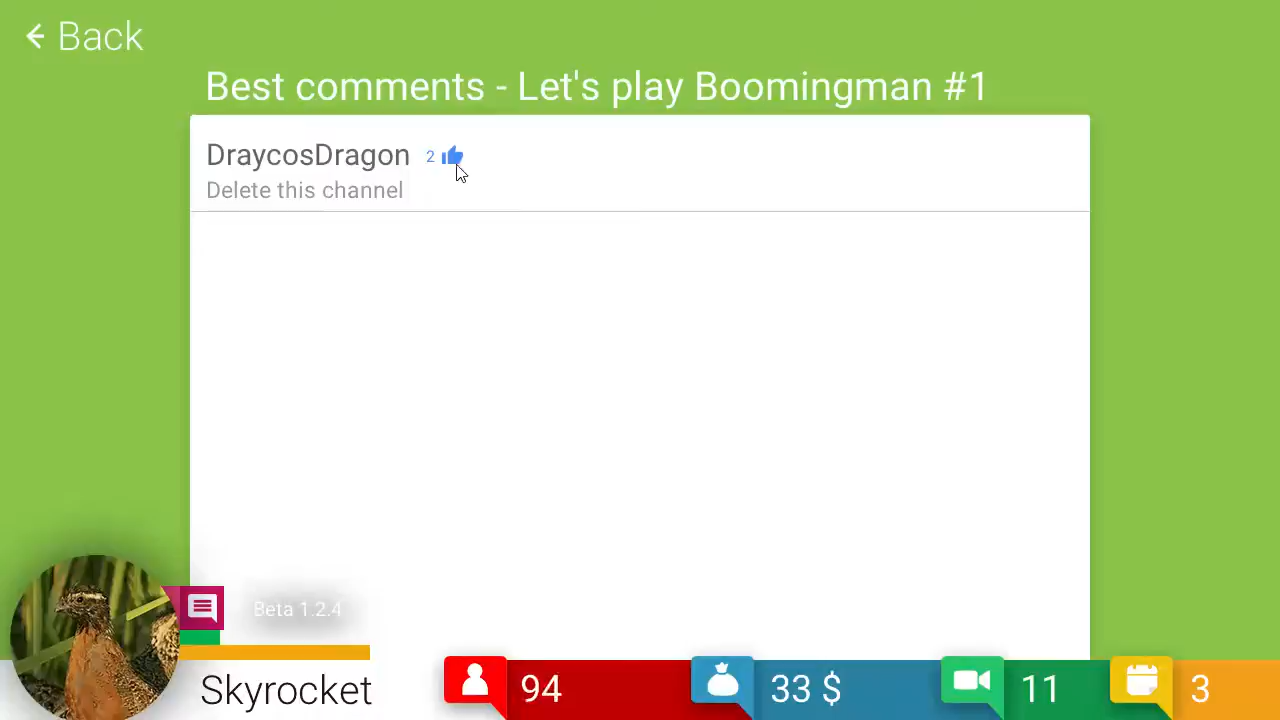 Back
Best comments - Let's play Boomingman #1
DraycosDragon 2
Delete this channel
Beta 1.2.4
Skyrocket
94
33 $
11
3